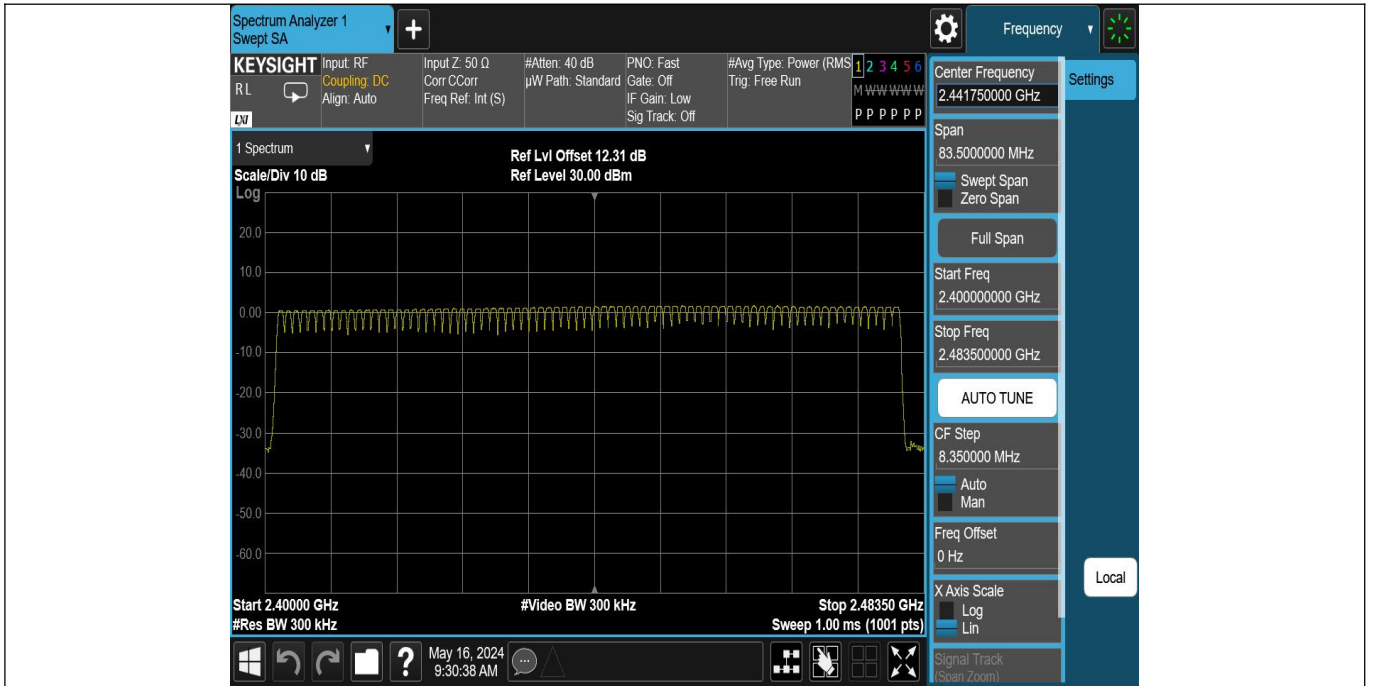 Spectrum Analyzer 1
Swept SA
+
Frequency
KEYSIGHT
RL
LXI
Input: RF
Coupling: DC
Align: Auto
Input Z: 50 Ω
Corr CCorr
Freq Ref: Int (S)
#Atten: 40 dB
µW Path: Standard
PNO: Fast
Gate: Off
IF Gain: Low
Sig Track: Off
#Avg Type: Power (RMS
Trig: Free Run
1 2 3 4 5 6
M W W W W W
P P P P P P
1 Spectrum
Scale/Div 10 dB
Ref Lvl Offset 12.31 dB
Ref Level 30.00 dBm
Log
20.0
10.0
0.00
-10.0
-20.0
-30.0
-40.0
-50.0
-60.0
Start 2.40000 GHz
#Res BW 300 kHz
#Video BW 300 kHz
Stop 2.48350 GHz
Sweep 1.00 ms (1001 pts)
?
May 16, 2024
9:30:38 AM
Center Frequency
2.441750000 GHz
Settings
Span
83.5000000 MHz
Swept Span
Zero Span
Full Span
Start Freq
2.400000000 GHz
Stop Freq
2.483500000 GHz
AUTO TUNE
CF Step
8.350000 MHz
Auto
Man
Freq Offset
0 Hz
X Axis Scale
Log
Lin
Local
Signal Track
(Span Zoom)